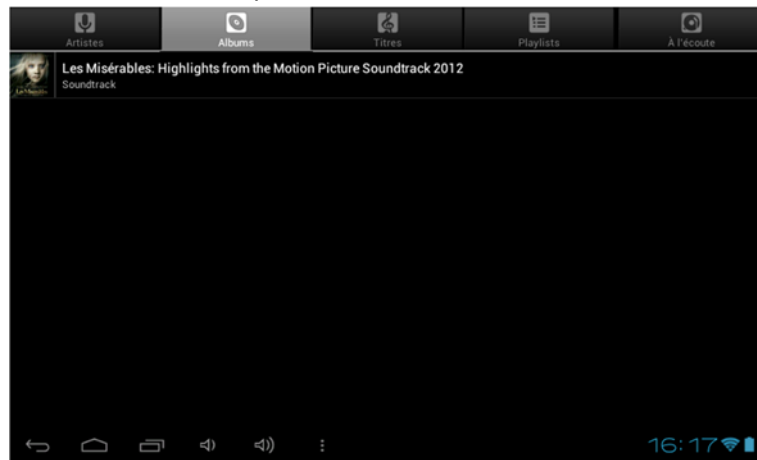 Artistes
Albums
Titres
Playlists
À l'écoute
Les Misérables: Highlights from the Motion Picture Soundtrack 2012
Soundtrack
16:17